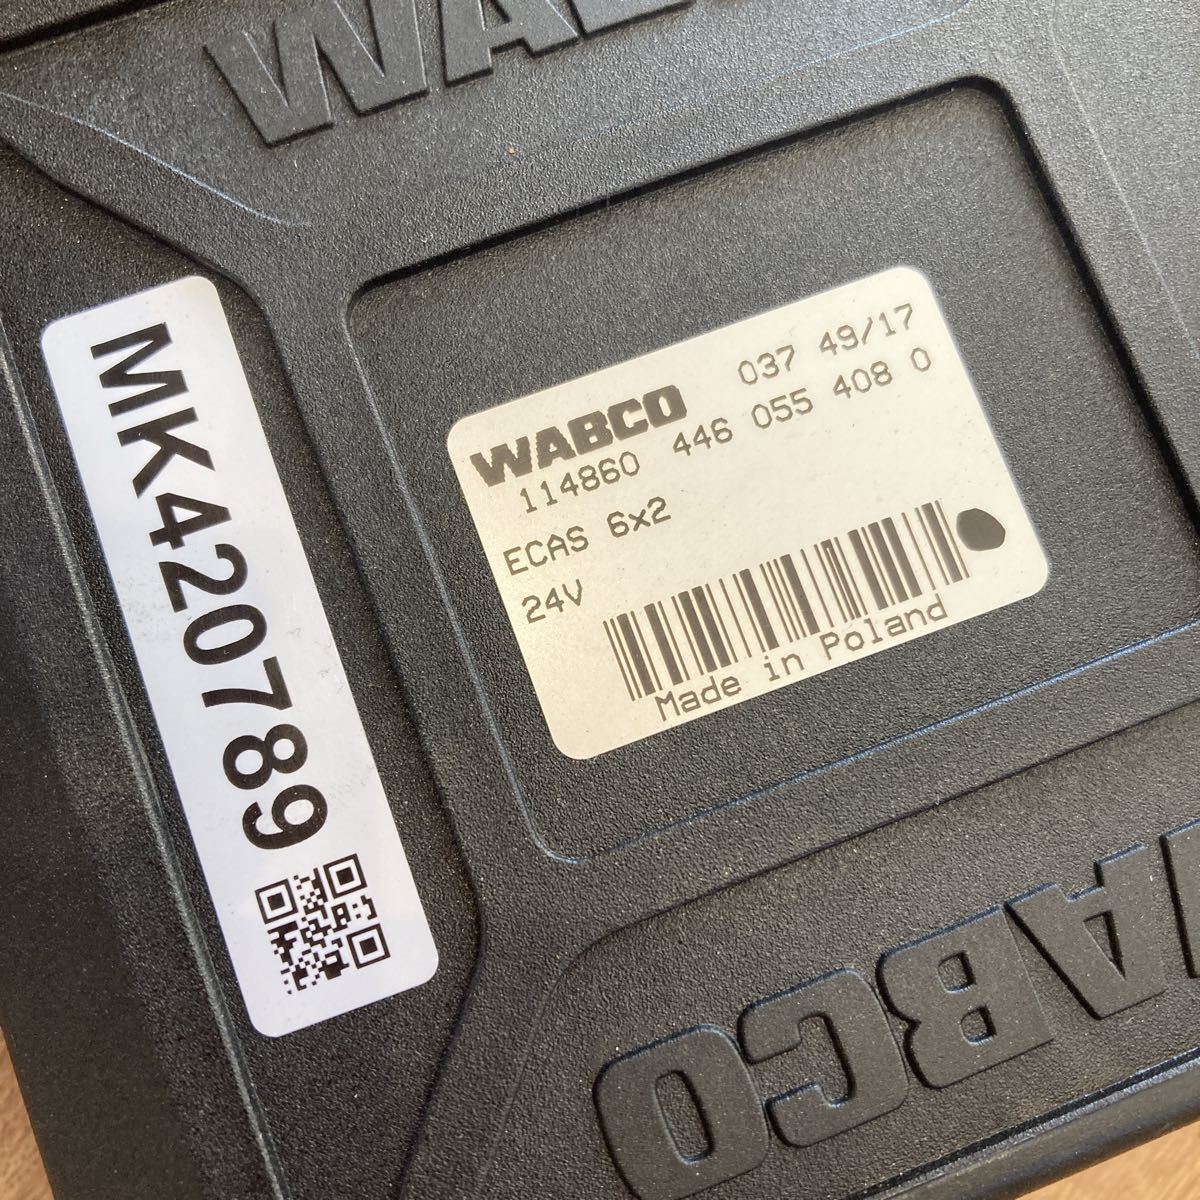 WABCO
WABCO 037 49/17
114860 446 055 408 0
ECAS 6x2
24V
Made in Poland
MK420789
WABCO